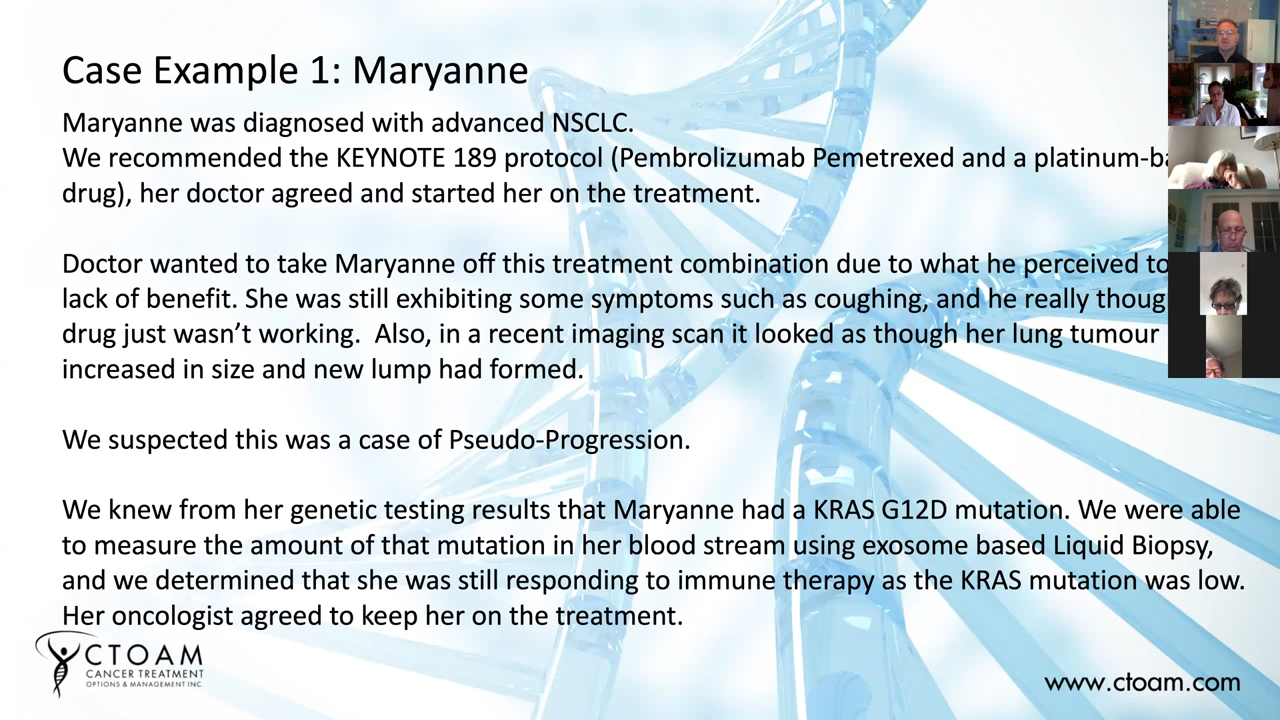 Case Example 1: Maryanne
Maryanne was diagnosed with advanced NSCLC.
We recommended the KEYNOTE 189 protocol (Pembrolizumab Pemetrexed and a platinum-ba
drug), her doctor agreed and started her on the treatment.
Doctor wanted to take Maryanne off this treatment combination due to what he perceived to
lack of benefit. She was still exhibiting some symptoms such as coughing, and he really thoug
drug just wasn’t working.  Also, in a recent imaging scan it looked as though her lung tumour
increased in size and new lump had formed.
We suspected this was a case of Pseudo-Progression.
We knew from her genetic testing results that Maryanne had a KRAS G12D mutation. We were able
to measure the amount of that mutation in her blood stream using exosome based Liquid Biopsy,
and we determined that she was still responding to immune therapy as the KRAS mutation was low.
Her oncologist agreed to keep her on the treatment.
CTOAM
CANCER TREATMENT
OPTIONS & MANAGEMENT INC.
www.ctoam.com